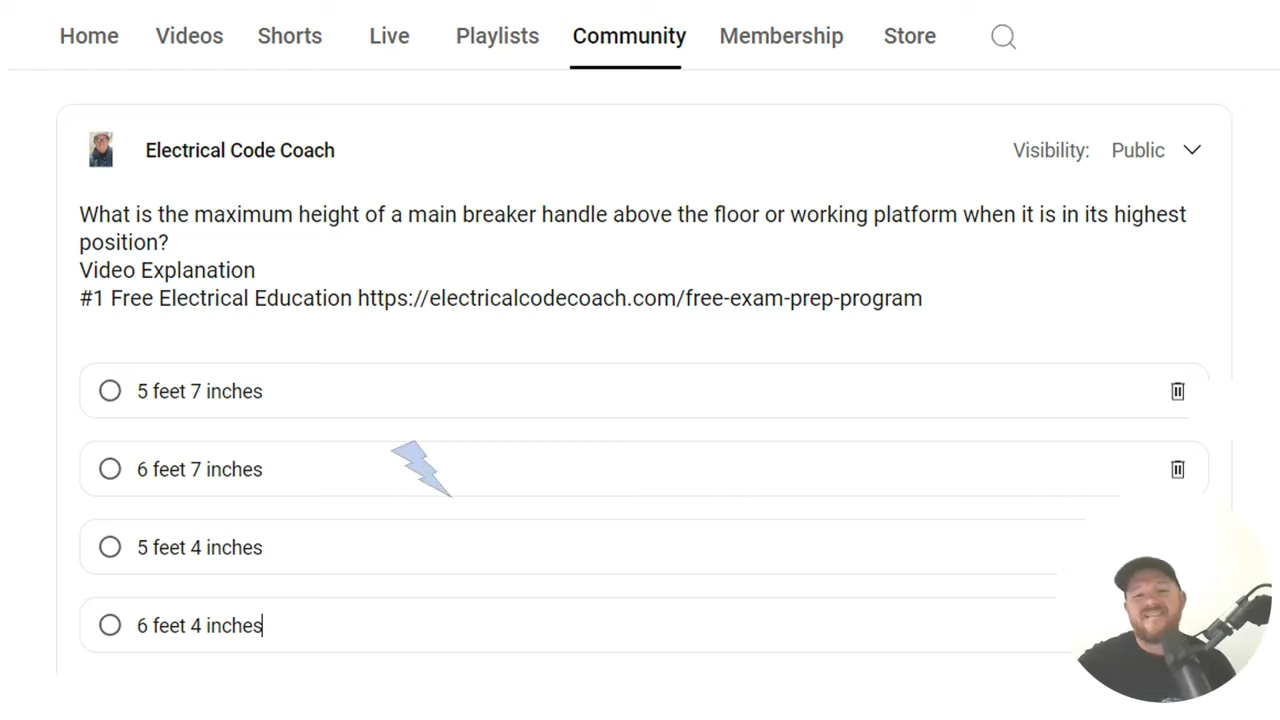 Home Videos Shorts Live Playlists Community Membership Store
Electrical Code Coach Visibility: Public
What is the maximum height of a main breaker handle above the floor or working platform when it is in its highest
position?
Video Explanation
#1 Free Electrical Education https://electricalcodecoach.com/free-exam-prep-program
5 feet 7 inches
6 feet 7 inches
5 feet 4 inches
6 feet 4 inches